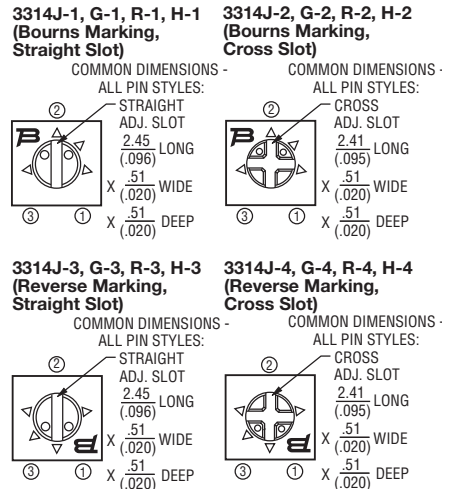 3314J-1, G-1, R-1, H-1
(Bourns Marking,
Straight Slot)
COMMON DIMENSIONS -
ALL PIN STYLES:
STRAIGHT
ADJ. SLOT
2.45
(.096) LONG
X .51
(.020) WIDE
X .51
(.020) DEEP
②
③ ①
3314J-2, G-2, R-2, H-2
(Bourns Marking,
Cross Slot)
COMMON DIMENSIONS -
ALL PIN STYLES:
CROSS
ADJ. SLOT
2.41
(.095) LONG
X .51
(.020) WIDE
X .51
(.020) DEEP
②
③ ①
3314J-3, G-3, R-3, H-3
(Reverse Marking,
Straight Slot)
COMMON DIMENSIONS -
ALL PIN STYLES:
STRAIGHT
ADJ. SLOT
2.45
(.096) LONG
X .51
(.020) WIDE
X .51
(.020) DEEP
②
③ ①
3314J-4, G-4, R-4, H-4
(Reverse Marking,
Cross Slot)
COMMON DIMENSIONS -
ALL PIN STYLES:
CROSS
ADJ. SLOT
2.41
(.095) LONG
X .51
(.020) WIDE
X .51
(.020) DEEP
②
③ ①